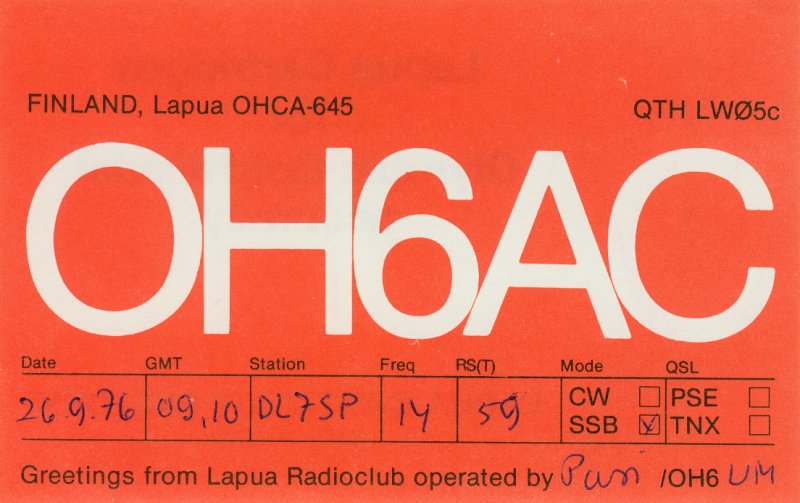 FINLAND, Lapua OHCA-645 QTH LWØ5c
OH6AC
Date GMT Station Freq RS(T) Mode QSL
26.9.76 09,10 DL7SP 14 59 CW PSE
SSB TNX
Greetings from Lapua Radioclub operated by Pasi /OH6 UM